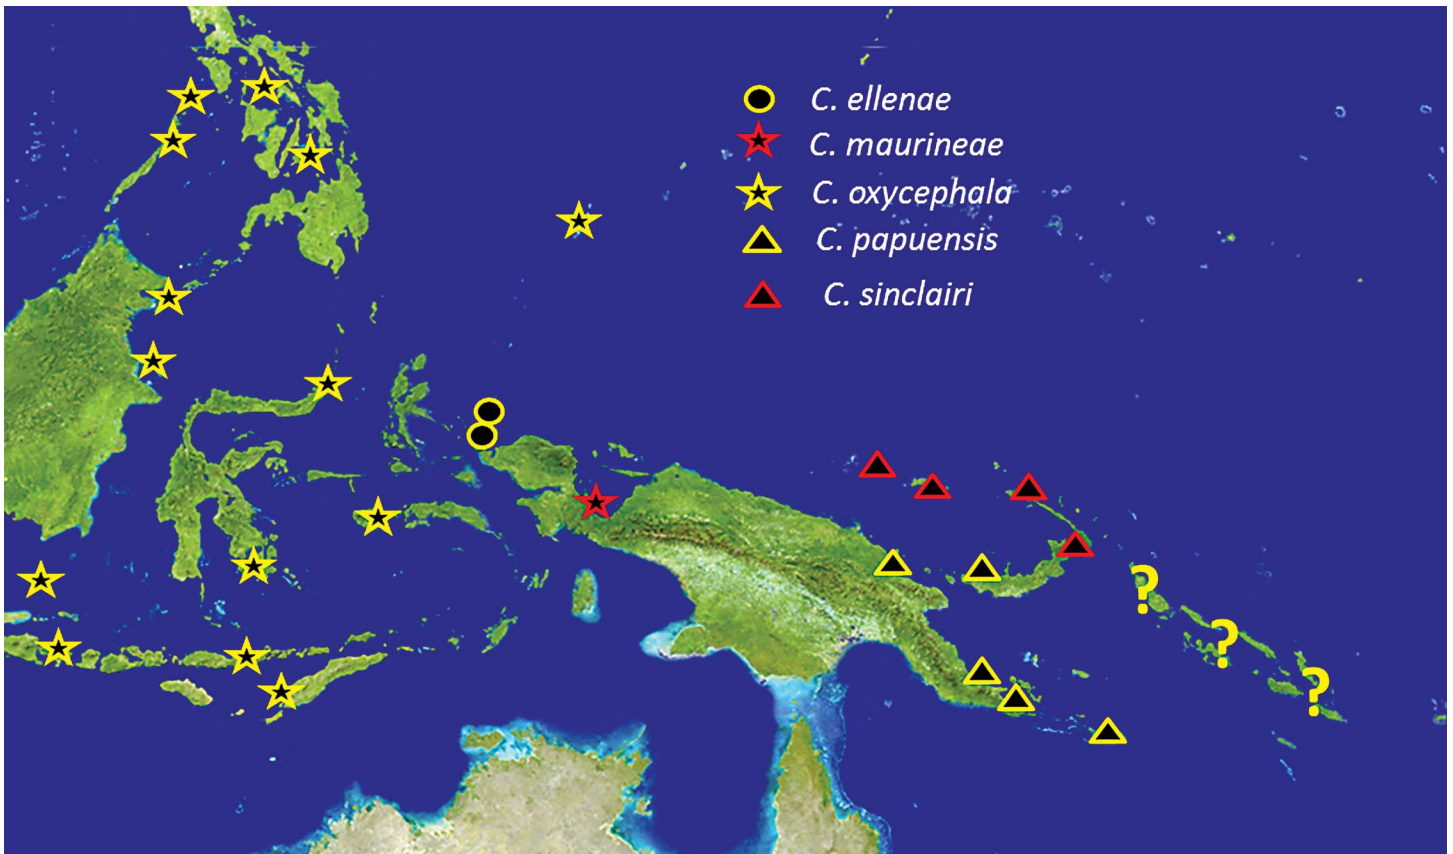 C. ellenae
C. maurineae
C. oxycephala
C. papuensis
C. sinclairi
?
?
?